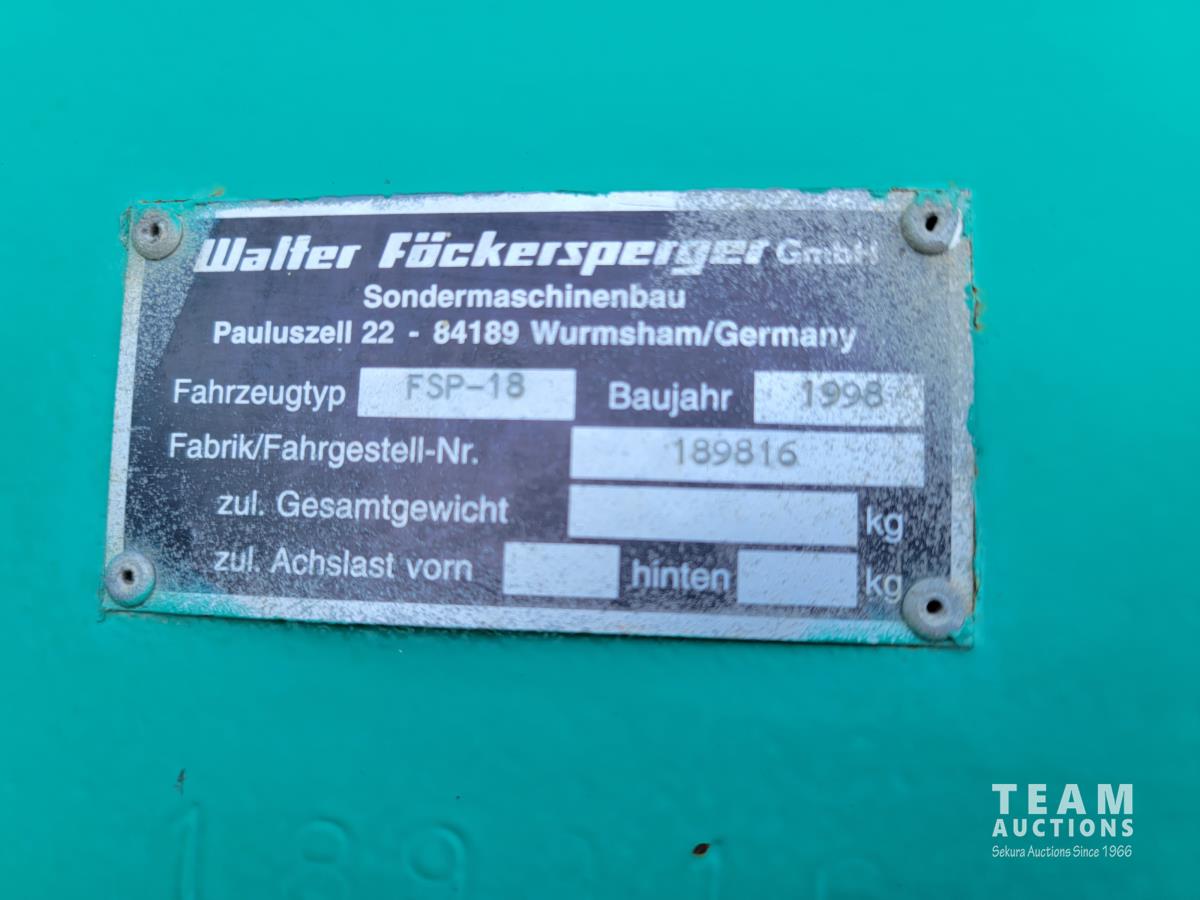 Walter Föckersperger GmbH
Sondermaschinenbau
Pauluszell 22 - 84189 Wurmsham/Germany
Fahrzeugtyp FSP-18 Baujahr 1998
Fabrik/Fahrgestell-Nr. 189816
zul. Gesamtgewicht kg
zul. Achslast vorn hinten kg
TEAM
AUCTIONS
Sekura Auctions Since 1966